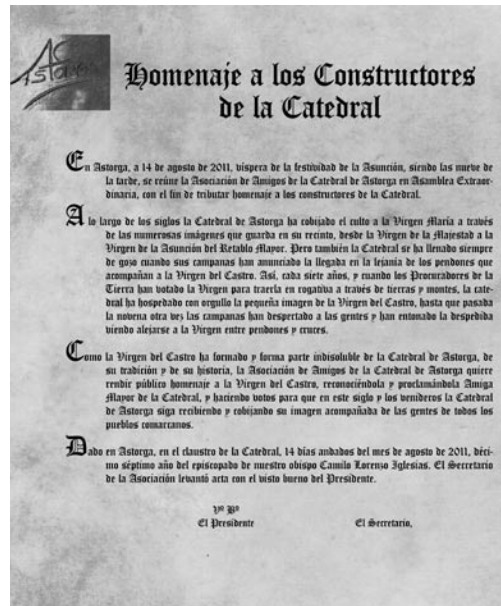 AC
Astorga
Homenaje a los Constructores
de la Catedral
En Astorga, a 14 de agosto de 2011, víspera de la festividad de la Asunción, siendo las nueve de
la tarde, se reúne la Asociación de Amigos de la Catedral de Astorga en Asamblea Extraor-
dinaria, con el fin de tributar homenaje a los constructores de la Catedral.
A lo largo de los siglos la Catedral de Astorga ha cobijado el culto a la Virgen María a través
de las numerosas imágenes que guarda en su recinto, desde la Virgen de la Majestad a la
Virgen de la Asunción del Retablo Mayor. Pero también la Catedral se ha llenado siempre
de gozo cuando sus campanas han anunciado la llegada en la lejanía de los pendones que
acompañan a la Virgen del Castro. Así, cada siete años, y cuando los Procuradores de la
Tierra han votado la Virgen para traerla en rogativa a través de tierras y montes, la cate-
dral ha hospedado con orgullo la pequeña imagen de la Virgen del Castro, hasta que pasada
la novena otra vez las campanas han despertado a las gentes y han entonado la despedida
viendo alejarse a la Virgen entre pendones y cruces.
Como la Virgen del Castro ha formado y forma parte indisoluble de la Catedral de Astorga, de
su tradición y de su historia, la Asociación de Amigos de la Catedral de Astorga quiere
rendir público homenaje a la Virgen del Castro, reconociéndola y proclamándola Amiga
Mayor de la Catedral, y haciendo votos para que en este siglo y los venideros la Catedral
de Astorga siga recibiendo y cobijando su imagen acompañada de las gentes de todos los
pueblos comarcanos.
Dado en Astorga, en el claustro de la Catedral, 14 días andados del mes de agosto de 2011, déci-
mo séptimo año del episcopado de nuestro obispo Camilo Lorenzo Iglesias. El Secretario
de la Asociación levantó acta con el visto bueno del Presidente.
Vº Bº
El Presidente El Secretario,